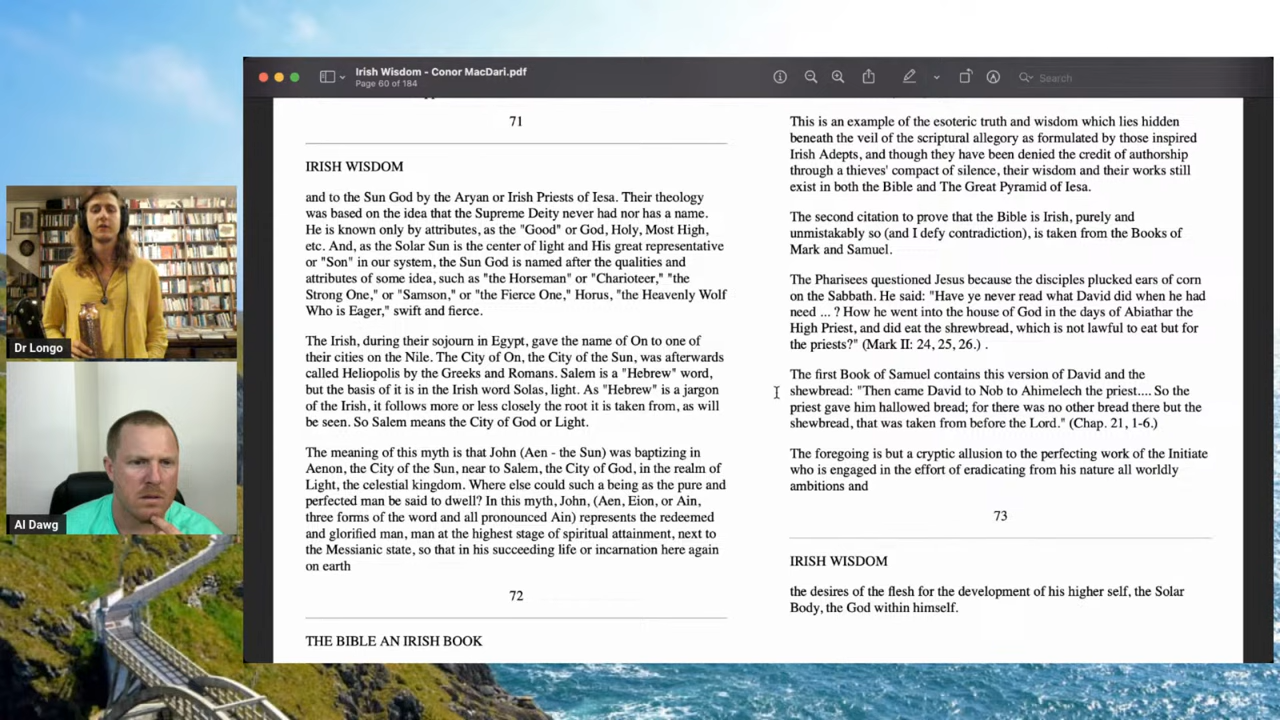 Irish Wisdom - Conor MacDari.pdf
Page 60 of 184
Search
71
IRISH WISDOM
and to the Sun God by the Aryan or Irish Priests of Iesa. Their theology
was based on the idea that the Supreme Deity never had nor has a name.
He is known only by attributes, as the "Good" or God, Holy, Most High,
etc. And, as the Solar Sun is the center of light and His great representative
or "Son" in our system, the Sun God is named after the qualities and
attributes of some idea, such as "the Horseman" or "Charioteer," "the
Strong One," or "Samson," or "the Fierce One," Horus, "the Heavenly Wolf
Who is Eager," swift and fierce.
The Irish, during their sojourn in Egypt, gave the name of On to one of
their cities on the Nile. The City of On, the City of the Sun, was afterwards
called Heliopolis by the Greeks and Romans. Salem is a "Hebrew" word,
but the basis of it is in the Irish word Solas, light. As "Hebrew" is a jargon
of the Irish, it follows more or less closely the root it is taken from, as will
be seen. So Salem means the City of God or Light.
The meaning of this myth is that John (Aen - the Sun) was baptizing in
Aenon, the City of the Sun, near to Salem, the City of God, in the realm of
Light, the celestial kingdom. Where else could such a being as the pure and
perfected man be said to dwell? In this myth, John, (Aen, Eion, or Ain,
three forms of the word and all pronounced Ain) represents the redeemed
and glorified man, man at the highest stage of spiritual attainment, next to
the Messianic state, so that in his succeeding life or incarnation here again
on earth
72
THE BIBLE AN IRISH BOOK
This is an example of the esoteric truth and wisdom which lies hidden
beneath the veil of the scriptural allegory as formulated by those inspired
Irish Adepts, and though they have been denied the credit of authorship
through a thieves' compact of silence, their wisdom and their works still
exist in both the Bible and The Great Pyramid of Iesa.
The second citation to prove that the Bible is Irish, purely and
unmistakably so (and I defy contradiction), is taken from the Books of
Mark and Samuel.
The Pharisees questioned Jesus because the disciples plucked ears of corn
on the Sabbath. He said: "Have ye never read what David did when he had
need ... ? How he went into the house of God in the days of Abiathar the
High Priest, and did eat the shrewbread, which is not lawful to eat but for
the priests?" (Mark II: 24, 25, 26.) .
The first Book of Samuel contains this version of David and the
shewbread: "Then came David to Nob to Ahimelech the priest.... So the
priest gave him hallowed bread; for there was no other bread there but the
shewbread, that was taken from before the Lord." (Chap. 21, 1-6.)
The foregoing is but a cryptic allusion to the perfecting work of the Initiate
who is engaged in the effort of eradicating from his nature all worldly
ambitions and
73
IRISH WISDOM
the desires of the flesh for the development of his higher self, the Solar
Body, the God within himself.
Dr Longo
Al Dawg